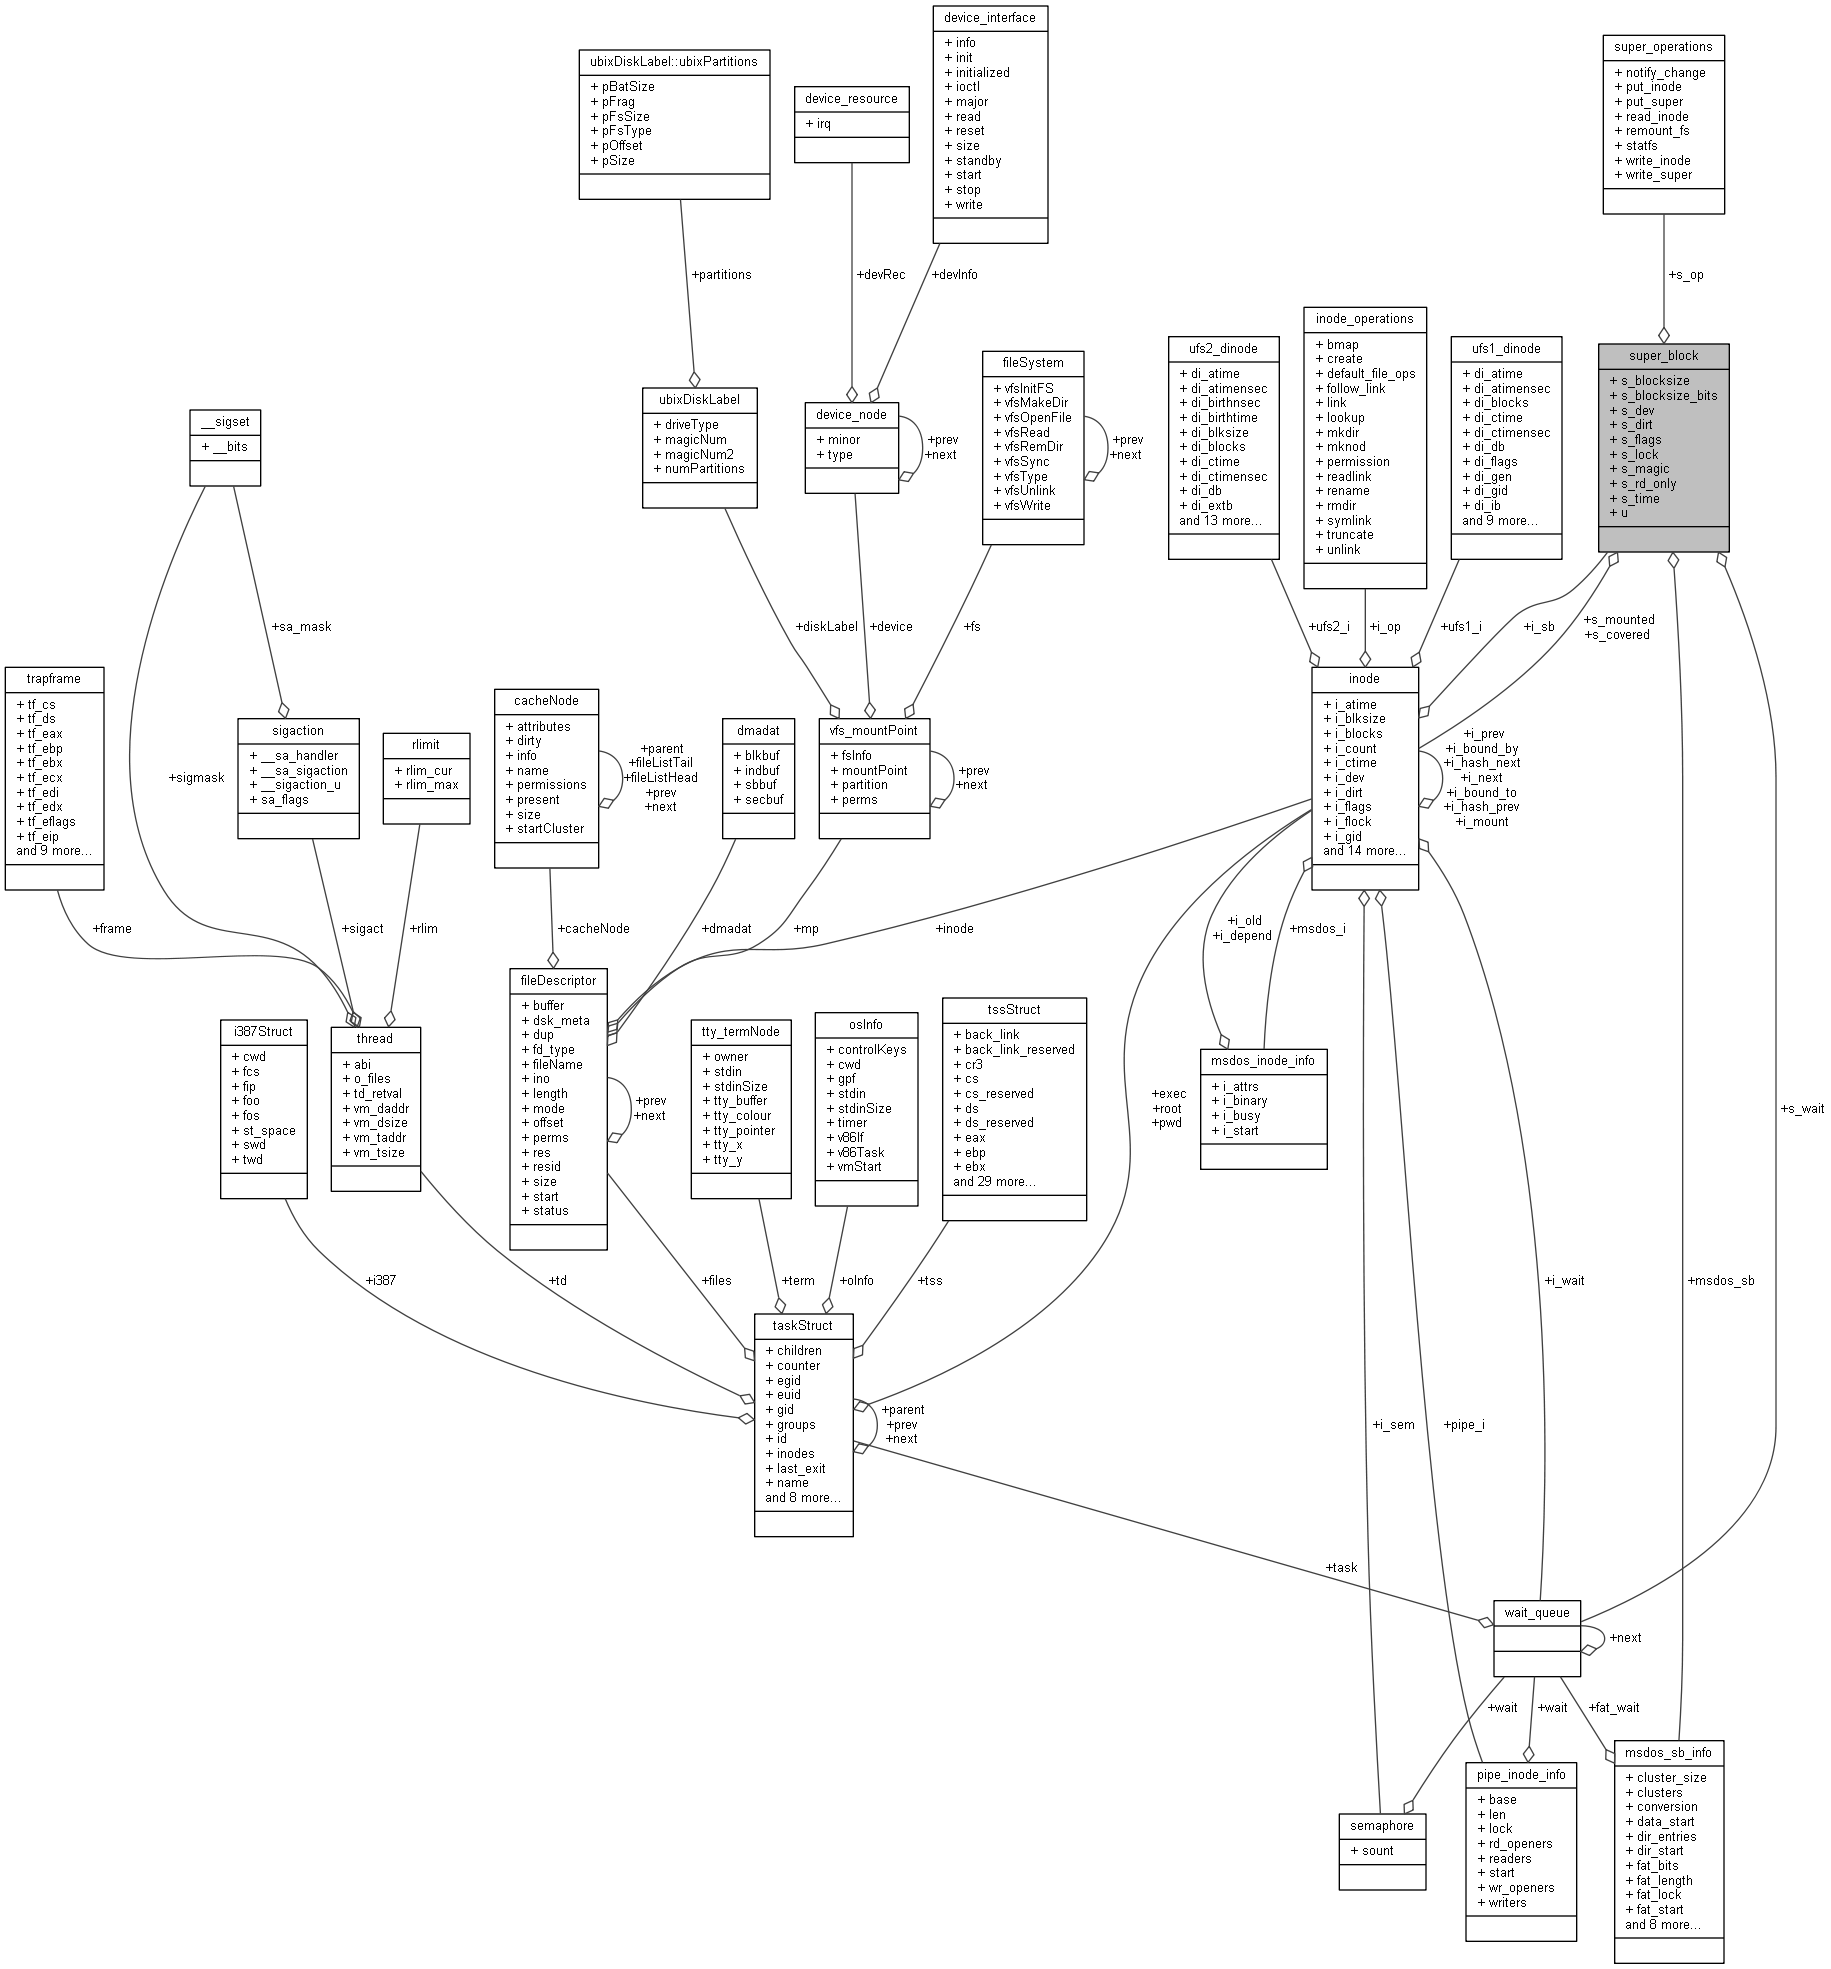 device_interface
+ info
+ init
+ initialized
+ ioctl
+ major
+ read
+ reset
+ size
+ standby
+ start
+ stop
+ write
super_operations
+ notify_change
+ put_inode
+ put_super
+ read_inode
+ remount_fs
+ statfs
+ write_inode
+ write_super
ubixDiskLabel::ubixPartitions
+ pBatSize
+ pFrag
+ pFsSize
+ pFsType
+ pOffset
+ pSize
device_resource
+ irq
+partitions
+devRec
+devInfo
+s_op
inode_operations
+ bmap
+ create
+ default_file_ops
+ follow_link
+ link
+ lookup
+ mkdir
+ mknod
+ permission
+ readlink
+ rename
+ rmdir
+ symlink
+ truncate
+ unlink
ufs2_dinode
+ di_atime
+ di_atimensec
+ di_birthnsec
+ di_birthtime
+ di_blksize
+ di_blocks
+ di_ctime
+ di_ctimensec
+ di_db
+ di_extb
and 13 more...
ufs1_dinode
+ di_atime
+ di_atimensec
+ di_blocks
+ di_ctime
+ di_ctimensec
+ di_db
+ di_flags
+ di_gen
+ di_gid
+ di_ib
and 9 more...
super_block
+ s_blocksize
+ s_blocksize_bits
+ s_dev
+ s_dirt
+ s_flags
+ s_lock
+ s_magic
+ s_rd_only
+ s_time
+ u
fileSystem
+ vfsInitFS
+ vfsMakeDir
+ vfsOpenFile
+ vfsRead
+ vfsRemDir
+ vfsSync
+ vfsType
+ vfsUnlink
+ vfsWrite
+prev
+next
ubixDiskLabel
+ driveType
+ magicNum
+ magicNum2
+ numPartitions
device_node
+ minor
+ type
+prev
+next
__sigset
+ __bits
+sa_mask
+diskLabel
+device
+fs
+ufs2_i
+i_op
+ufs1_i
+i_sb
+s_mounted
+s_covered
trapframe
+ tf_cs
+ tf_ds
+ tf_eax
+ tf_ebp
+ tf_ebx
+ tf_ecx
+ tf_edi
+ tf_edx
+ tf_eflags
+ tf_eip
and 9 more...
+sigmask
sigaction
+ __sa_handler
+ __sa_sigaction
+ __sigaction_u
+ sa_flags
rlimit
+ rlim_cur
+ rlim_max
cacheNode
+ attributes
+ dirty
+ info
+ name
+ permissions
+ present
+ size
+ startCluster
+parent
+fileListTail
+fileListHead
+prev
+next
dmadat
+ blkbuf
+ indbuf
+ sbbuf
+ secbuf
vfs_mountPoint
+ fsInfo
+ mountPoint
+ partition
+ perms
+prev
+next
inode
+ i_atime
+ i_blksize
+ i_blocks
+ i_count
+ i_ctime
+ i_dev
+ i_dirt
+ i_flags
+ i_flock
+ i_gid
and 14 more...
+i_prev
+i_bound_by
+i_hash_next
+i_next
+i_bound_to
+i_hash_prev
+i_mount
+frame
+sigact
+rlim
+cacheNode
+dmadat
+mp
+inode
+i_old
+i_depend
+msdos_i
fileDescriptor
+ buffer
+ dsk_meta
+ dup
+ fd_type
+ fileName
+ ino
+ length
+ mode
+ offset
+ perms
+ res
+ resid
+ size
+ start
+ status
+prev
+next
i387Struct
+ cwd
+ fcs
+ fip
+ foo
+ fos
+ st_space
+ swd
+ twd
thread
+ abi
+ o_files
+ td_retval
+ vm_daddr
+ vm_dsize
+ vm_taddr
+ vm_tsize
tty_termNode
+ owner
+ stdin
+ stdinSize
+ tty_buffer
+ tty_colour
+ tty_pointer
+ tty_x
+ tty_y
osInfo
+ controlKeys
+ cwd
+ gpf
+ stdin
+ stdinSize
+ timer
+ v86If
+ v86Task
+ vmStart
tssStruct
+ back_link
+ back_link_reserved
+ cr3
+ cs
+ cs_reserved
+ ds
+ ds_reserved
+ eax
+ ebp
+ ebx
and 29 more...
+exec
+root
+pwd
msdos_inode_info
+ i_attrs
+ i_binary
+ i_busy
+ i_start
+s_wait
+i387
+td
+files
+term
+oInfo
+tss
+i_wait
+msdos_sb
taskStruct
+ children
+ counter
+ egid
+ euid
+ gid
+ groups
+ id
+ inodes
+ last_exit
+ name
and 8 more...
+parent
+prev
+next
+i_sem
+pipe_i
+task
wait_queue
+next
+wait
+wait
+fat_wait
semaphore
+ sount
pipe_inode_info
+ base
+ len
+ lock
+ rd_openers
+ readers
+ start
+ wr_openers
+ writers
msdos_sb_info
+ cluster_size
+ clusters
+ conversion
+ data_start
+ dir_entries
+ dir_start
+ fat_bits
+ fat_length
+ fat_lock
+ fat_start
and 8 more...